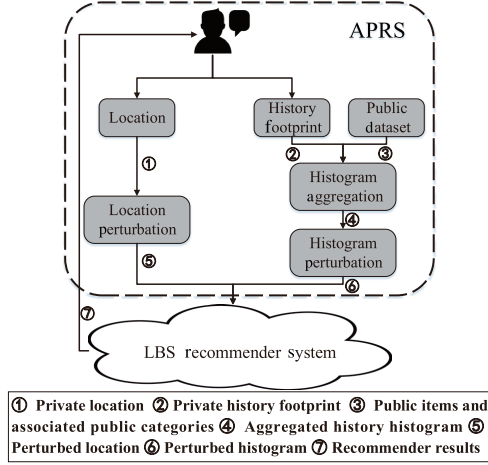 APRS
Location
History
footprint
Public
dataset
①
②
③
Histogram
aggregation
Location
perturbation
④
Histogram
perturbation
⑤
⑥
⑦
LBS recommender system
① Private location ② Private history footprint ③ Public items and
associated public categories ④ Aggregated history histogram ⑤
Perturbed location ⑥ Perturbed histogram ⑦ Recommender results